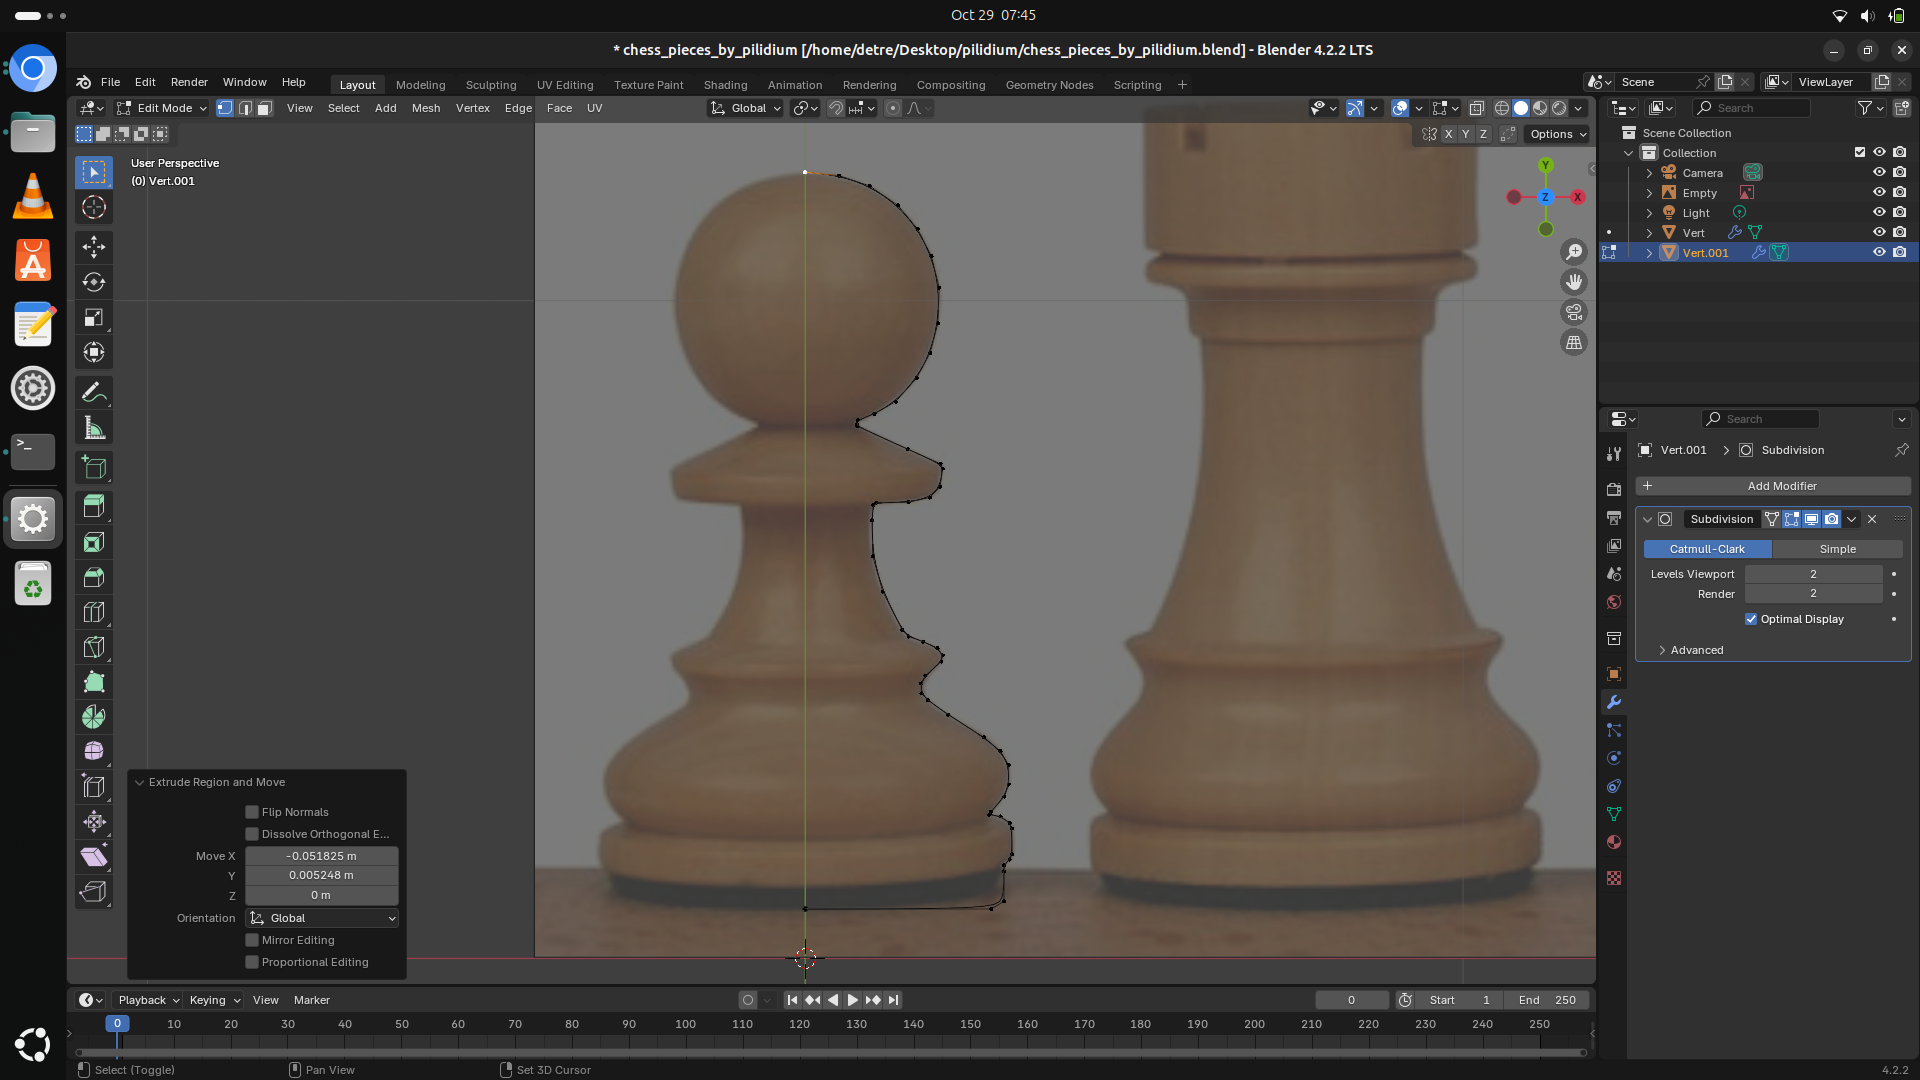 Oct 29 07:45
* chess_pieces_by_pilidium [/home/detre/Desktop/pilidium/chess_pieces_by_pilidium.blend] - Blender 4.2.2 LTS
File Edit Render Window Help Layout Modeling Sculpting UV Editing Texture Paint Shading Animation Rendering Compositing Geometry Nodes Scripting + Scene ViewLayer
Edit Mode View Select Add Mesh Vertex Edge Face UV Global Search
X Y Z Options
User Perspective
(0) Vert.001
Y
Z X
Scene Collection
Collection
Camera
Empty
Light
Vert
Vert.001
Search
Vert.001 > Subdivision
+ Add Modifier
Subdivision
Catmull-Clark Simple
Levels Viewport 2
Render 2
Optimal Display
Advanced
Extrude Region and Move
Flip Normals
Dissolve Orthogonal E...
Move X -0.051825 m
Y 0.005248 m
Z 0 m
Orientation Global
Mirror Editing
Proportional Editing
Playback Keying View Marker 0 Start 1 End 250
0 10 20 30 40 50 60 70 80 90 100 110 120 130 140 150 160 170 180 190 200 210 220 230 240 250
Select (Toggle) Pan View Set 3D Cursor 4.2.2